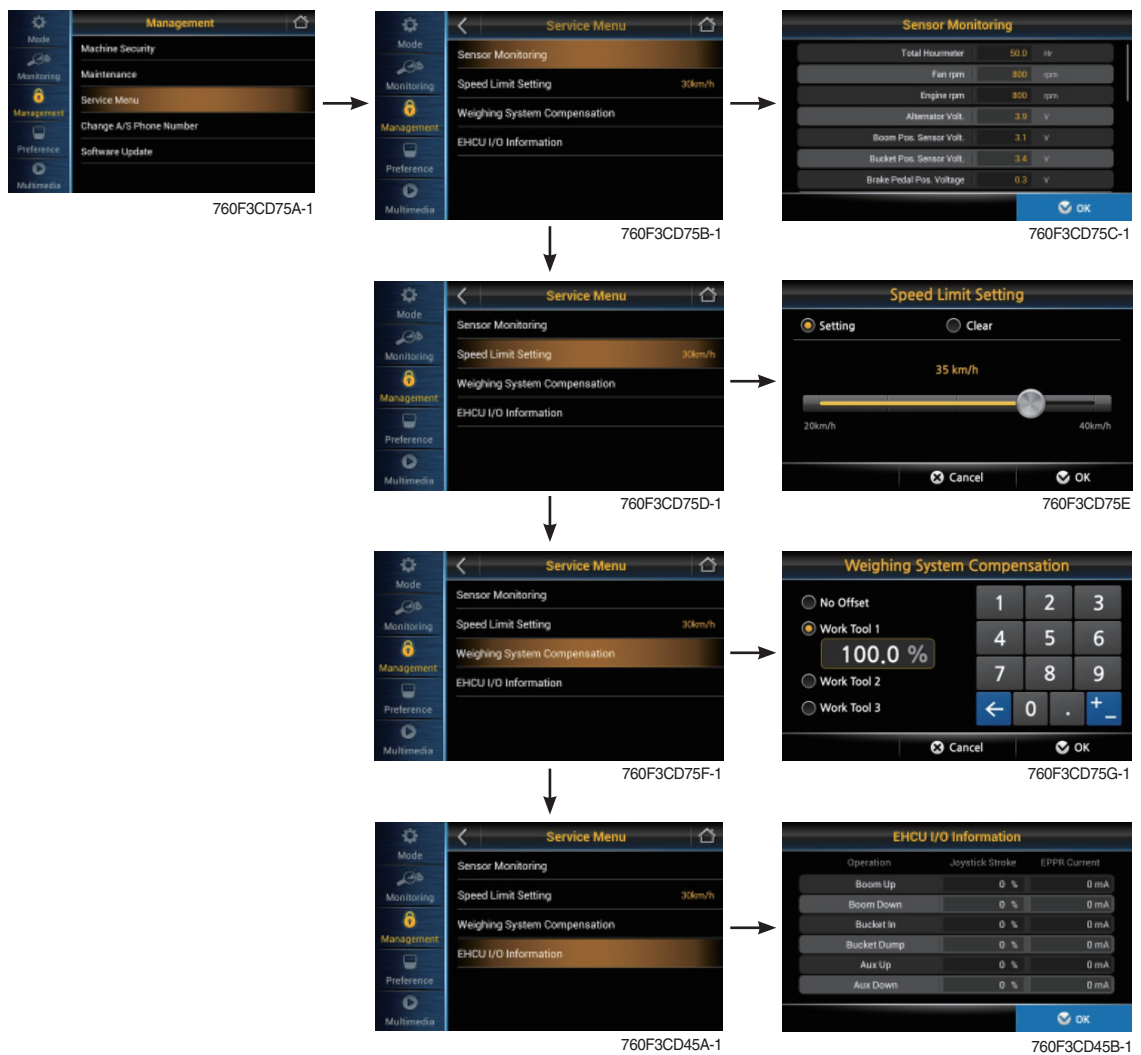 Management
Mode
Monitoring
Management
Preference
Multimedia
Machine Security
Maintenance
Service Menu
Change A/S Phone Number
Software Update
760F3CD75A-1
Service Menu
Mode
Monitoring
Management
Preference
Multimedia
Sensor Monitoring
Speed Limit Setting 30km/h
Weighing System Compensation
EHCU I/O Information
760F3CD75B-1
Sensor Monitoring
Total Hourmeter 50.0 Hr
Fan rpm 800 rpm
Engine rpm 800 rpm
Alternator Volt. 3.9 V
Boom Pos. Sensor Volt. 3.1 V
Bucket Pos. Sensor Volt. 3.4 V
Brake Pedal Pos. Voltage 0.3 V
OK
760F3CD75C-1
Service Menu
Mode
Monitoring
Management
Preference
Multimedia
Sensor Monitoring
Speed Limit Setting 30km/h
Weighing System Compensation
EHCU I/O Information
760F3CD75D-1
Speed Limit Setting
Setting Clear
35 km/h
20km/h 40km/h
Cancel OK
760F3CD75E
Service Menu
Mode
Monitoring
Management
Preference
Multimedia
Sensor Monitoring
Speed Limit Setting 30km/h
Weighing System Compensation
EHCU I/O Information
760F3CD75F-1
Weighing System Compensation
No Offset
Work Tool 1
100.0 %
Work Tool 2
Work Tool 3
1 2 3
4 5 6
7 8 9
← 0 . +_
Cancel OK
760F3CD75G-1
Service Menu
Mode
Monitoring
Management
Preference
Multimedia
Sensor Monitoring
Speed Limit Setting 30km/h
Weighing System Compensation
EHCU I/O Information
760F3CD45A-1
EHCU I/O Information
Operation Joystick Stroke EPPR Current
Boom Up 0 % 0 mA
Boom Down 0 % 0 mA
Bucket In 0 % 0 mA
Bucket Dump 0 % 0 mA
Aux Up 0 % 0 mA
Aux Down 0 % 0 mA
OK
760F3CD45B-1